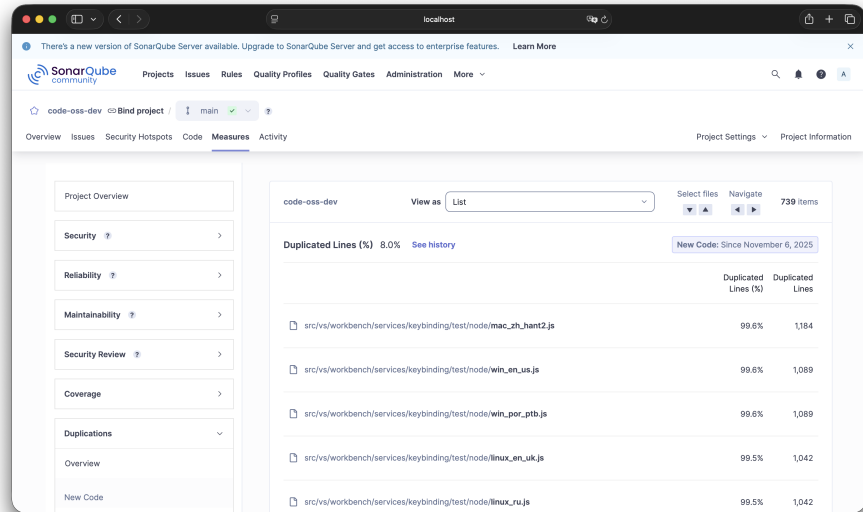 localhost
There's a new version of SonarQube Server available. Upgrade to SonarQube Server and get access to enterprise features. Learn More
SonarQube
community
Projects Issues Rules Quality Profiles Quality Gates Administration More
A
code-oss-dev Bind project / main
Overview Issues Security Hotspots Code Measures Activity
Project Settings Project Information
Project Overview
Security ?
Reliability ?
Maintainability ?
Security Review ?
Coverage
Duplications
Overview
New Code
code-oss-dev View as List Select files Navigate 739 items
Duplicated Lines (%) 8.0% See history New Code: Since November 6, 2025
Duplicated Lines (%) Duplicated Lines
src/vs/workbench/services/keybinding/test/node/mac_zh_hant2.js 99.6% 1,184
src/vs/workbench/services/keybinding/test/node/win_en_us.js 99.6% 1,089
src/vs/workbench/services/keybinding/test/node/win_por_ptb.js 99.6% 1,089
src/vs/workbench/services/keybinding/test/node/linux_en_uk.js 99.5% 1,042
src/vs/workbench/services/keybinding/test/node/linux_ru.js 99.5% 1,042